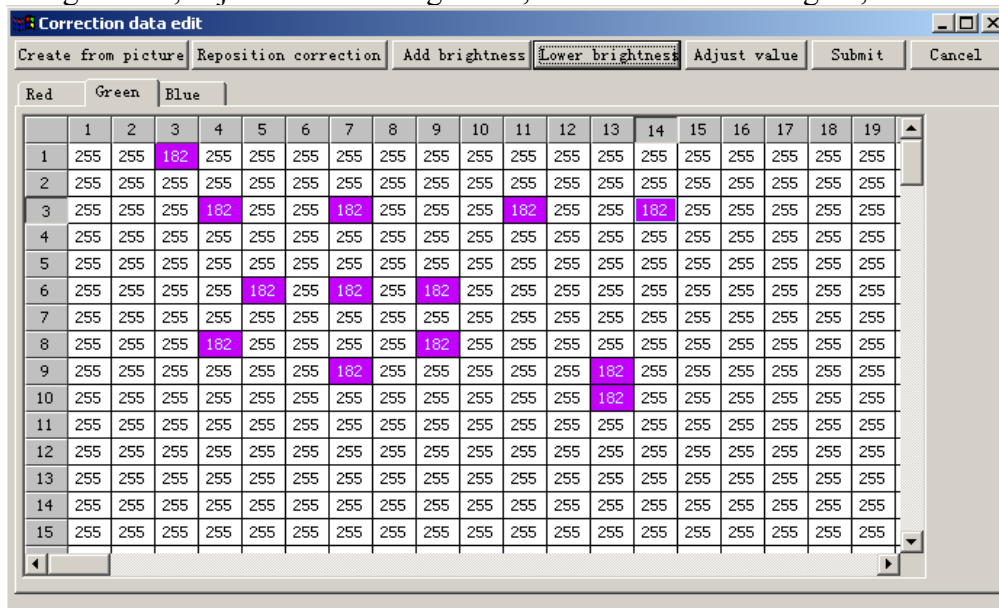 Correction data edit
Create from picture Reposition correction Add brightness Lower brightness Adjust value Submit Cancel
Red Green Blue
1 2 3 4 5 6 7 8 9 10 11 12 13 14 15 16 17 18 19
1 255 255 182 255 255 255 255 255 255 255 255 255 255 255 255 255 255 255 255
2 255 255 255 255 255 255 255 255 255 255 255 255 255 255 255 255 255 255 255
3 255 255 255 182 255 255 182 255 255 255 182 255 255 182 255 255 255 255 255
4 255 255 255 255 255 255 255 255 255 255 255 255 255 255 255 255 255 255 255
5 255 255 255 255 255 255 255 255 255 255 255 255 255 255 255 255 255 255 255
6 255 255 255 255 182 255 182 255 182 255 255 255 255 255 255 255 255 255 255
7 255 255 255 255 255 255 255 255 255 255 255 255 255 255 255 255 255 255 255
8 255 255 255 182 255 255 255 255 182 255 255 255 255 255 255 255 255 255 255
9 255 255 255 255 255 255 182 255 255 255 255 255 182 255 255 255 255 255 255
10 255 255 255 255 255 255 255 255 255 255 255 255 182 255 255 255 255 255 255
11 255 255 255 255 255 255 255 255 255 255 255 255 255 255 255 255 255 255 255
12 255 255 255 255 255 255 255 255 255 255 255 255 255 255 255 255 255 255 255
13 255 255 255 255 255 255 255 255 255 255 255 255 255 255 255 255 255 255 255
14 255 255 255 255 255 255 255 255 255 255 255 255 255 255 255 255 255 255 255
15 255 255 255 255 255 255 255 255 255 255 255 255 255 255 255 255 255 255 255